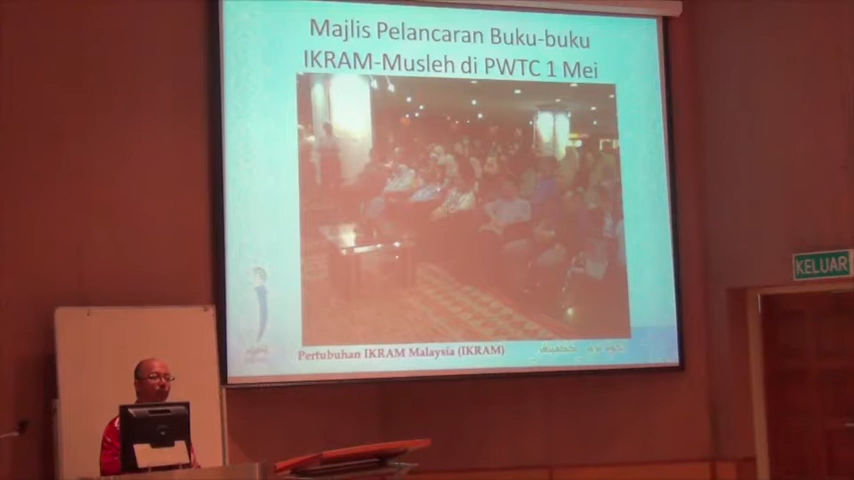 Majlis Pelancaran Buku-buku
IKRAM-Musleh di PWTC 1 Mei
Pertubuhan IKRAM Malaysia (IKRAM)
KELUAR